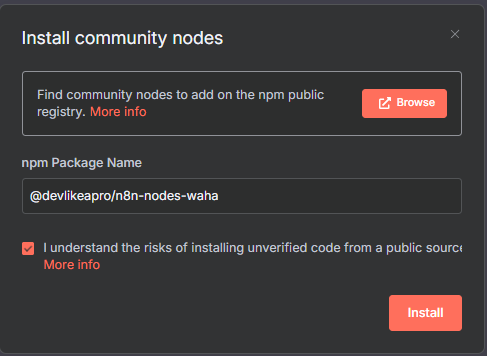 Install community nodes
Find community nodes to add on the npm public
registry. More info
Browse
npm Package Name
@devlikeapro/n8n-nodes-waha
I understand the risks of installing unverified code from a public source
More info
Install